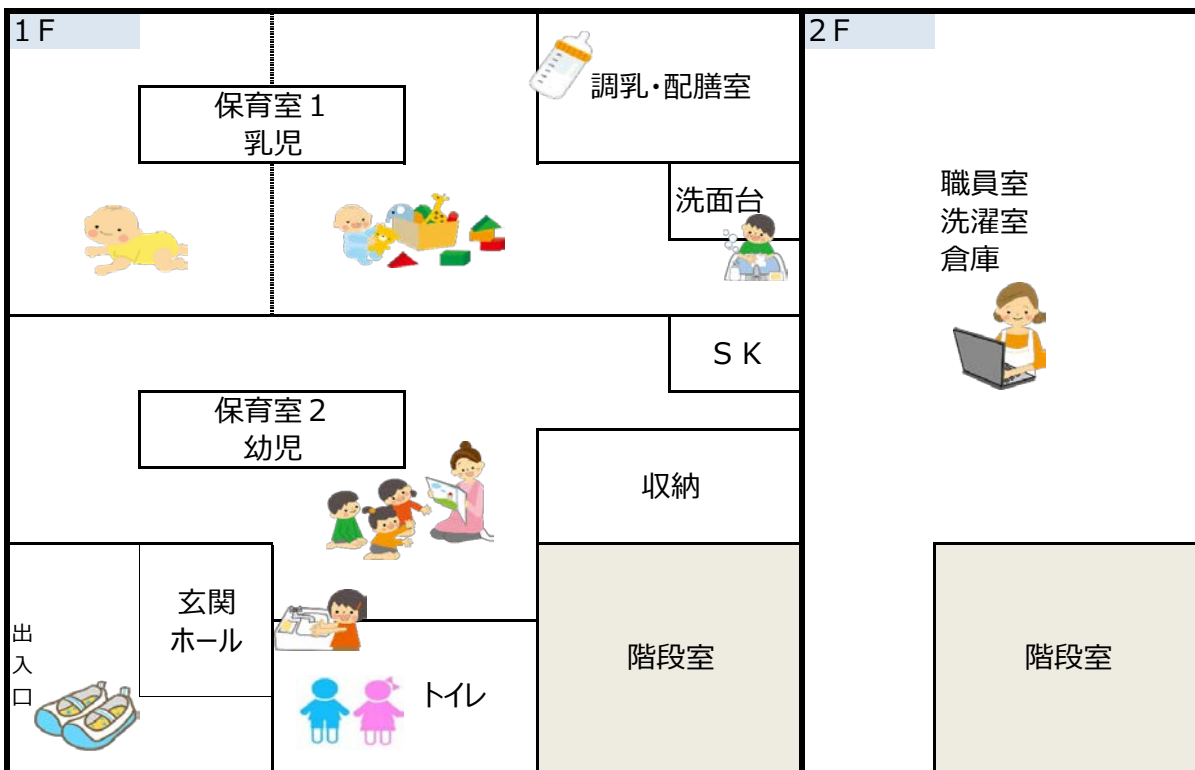 1F
2F
調乳・配膳室
保育室1
乳児
洗面台
職員室
洗濯室
倉庫
SK
保育室2
幼児
収納
玄関
ホール
出
入
口
トイレ
階段室
階段室